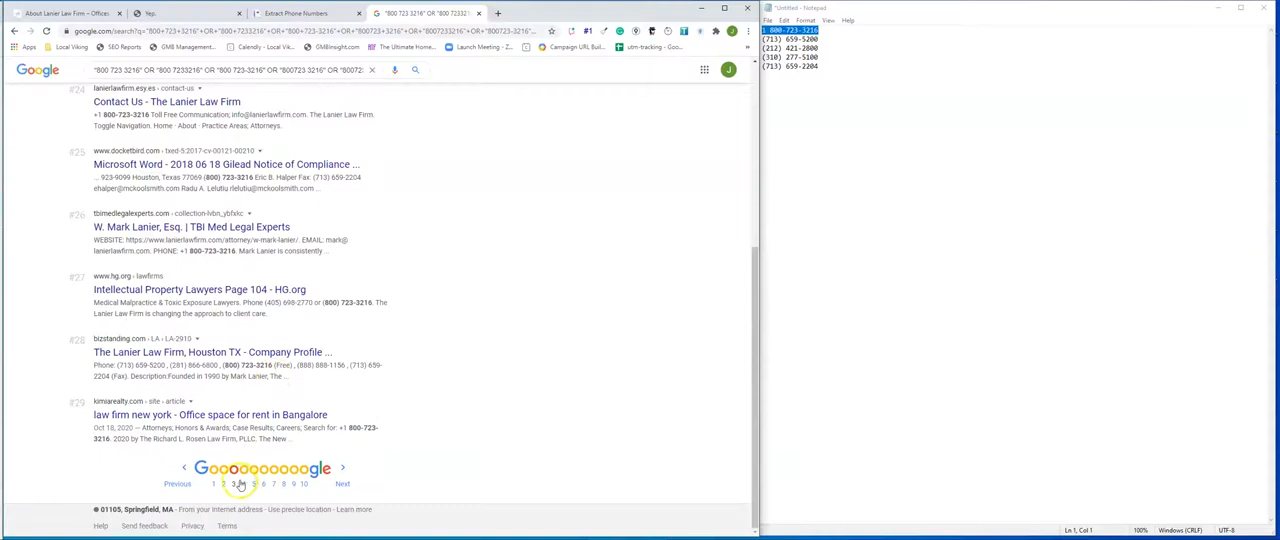 About Lanier Law Firm – Offices
Yep.
Extract Phone Numbers
"800 723 3216" OR "800 7233216"
google.com/search?q="800+723+3216"+OR+"800+7233216"+OR+"800+723-3216"+OR+"800723+3216"+OR+"8007233216"+OR+"800723-3216"+OR+"800-723+3216"...
Apps
Local Viking
SEO Reports
GMB Management...
Calendly - Google...
GMBInsight.com
The Ultimate Home...
Launch Meeting - Z...
Campaign URL Buil...
utm-tracking - Goo...
Google
"800 723 3216" OR "800 7233216" OR "800 723-3216" OR "800723 3216" OR "80072:
J
#24
lanierlawfirm.esy.es › contact-us
Contact Us - The Lanier Law Firm
+1 800-723-3216 Toll Free Communication; info@lanierlawfirm.com. The Lanier Law Firm.
Toggle Navigation. Home · About · Practice Areas; Attorneys.
#25
www.docketbird.com › txed-5:2017-cv-00121-00210
Microsoft Word - 2018 06 18 Gilead Notice of Compliance ...
... 923-9099 Houston, Texas 77069 (800) 723-3216 Eric B. Halper Fax: (713) 659-2204
ehalper@mckoolsmith.com Radu A. Lelutiu rlelutiu@mckoolsmith.com ...
#26
tbimedlegalexperts.com › collection-lvbn_ybfxkc
W. Mark Lanier, Esq. | TBI Med Legal Experts
WEBSITE: https://www.lanierlawfirm.com/attorney/w-mark-lanier/. EMAIL: mark@
lanierlawfirm.com. PHONE: +1 800-723-3216. Mark Lanier is consistently ...
#27
www.hg.org › lawfirms
Intellectual Property Lawyers Page 104 - HG.org
Medical Malpractice & Toxic Exposure Lawyers. Phone (405) 698-2770 or (800) 723-3216. The
Lanier Law Firm is changing the approach to client care.
#28
bizstanding.com › LA › LA-2910
The Lanier Law Firm, Houston TX - Company Profile ...
Phone: (713) 659-5200 , (281) 866-6800 , (800) 723-3216 (Free) , (888) 888-1156 , (713) 659-
2204 (Fax). Description:Founded in 1990 by Mark Lanier, The ...
#29
kimiarealty.com › site › article
law firm new york - Office space for rent in Bangalore
Oct 18, 2020 — Attorneys; Honors & Awards; Case Results; Careers; Search for: +1 800-723-
3216. 2020 by The Richard L. Rosen Law Firm, PLLC. The New ...
Gooooooooooogle
Previous 1 2 3 5 6 7 8 9 10 Next
01105, Springfield, MA - From your Internet address - Use precise location - Learn more
Help Send feedback Privacy Terms
*Untitled - Notepad
File Edit Format View Help
1 800-723-3216
(713) 659-5200
(212) 421-2800
(310) 277-5100
(713) 659-2204
Ln 1, Col 1 100% Windows (CRLF) UTF-8